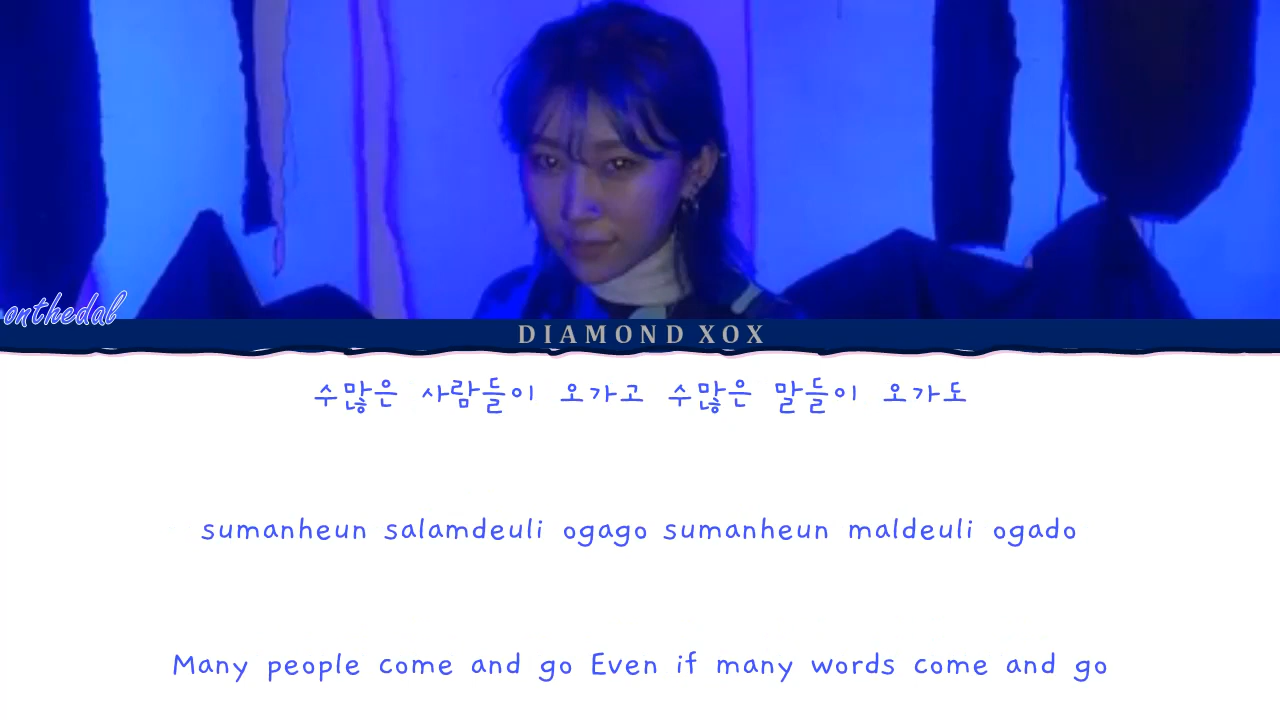 onthedal
DIAMOND XOX
수많은 사람들이 오가고 수많은 말들이 오가도
sumanheun salamdeuli ogago sumanheun maldeuli ogado
Many people come and go Even if many words come and go